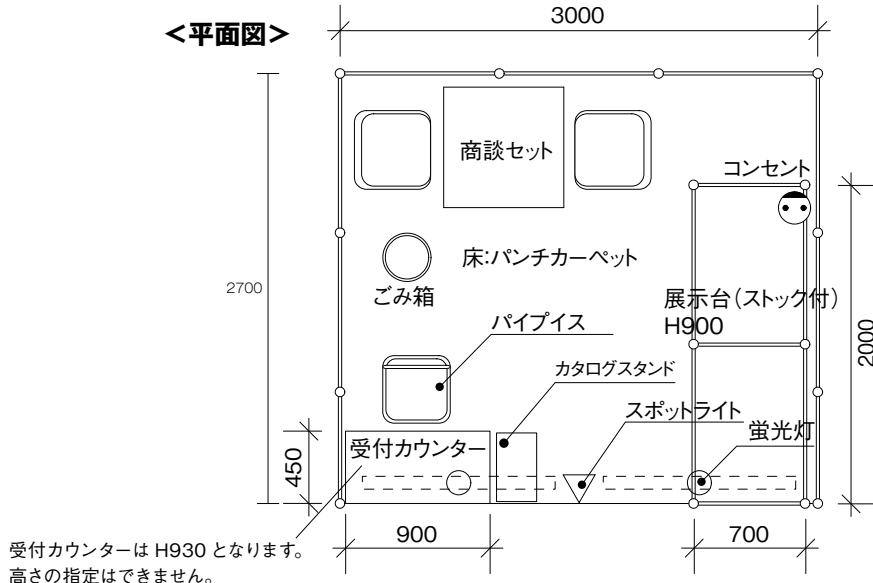 <平面図>
3000
商談セット
コンセント
2700
床:パンチカーペット
ごみ箱
展示台(ストック付)
H900
2000
パイプイス
カタログスタンド
スポットライト
蛍光灯
450
受付カウンター
900
700
受付カウンターは H930 となります。
高さの指定はできません。